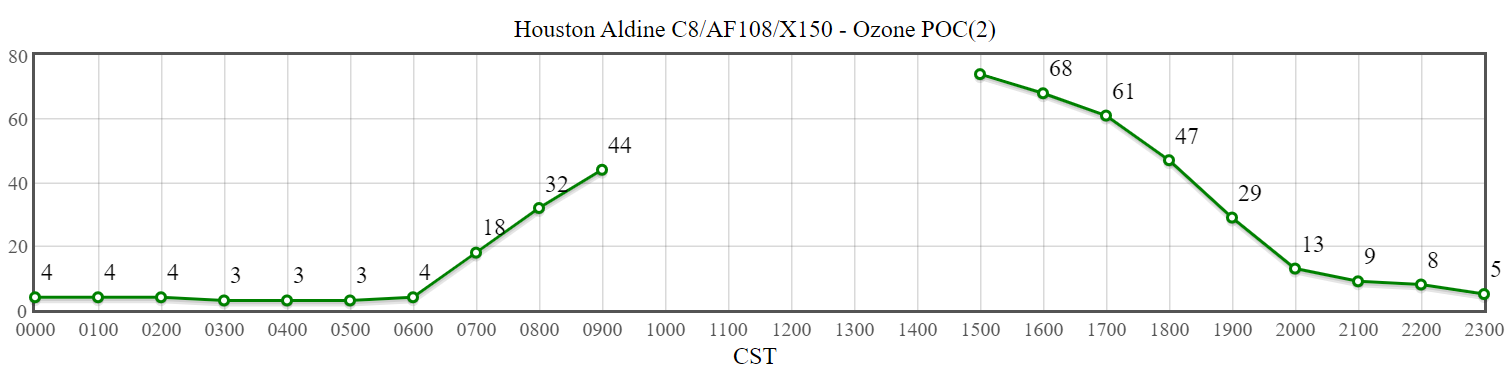 Houston Aldine C8/AF108/X150 - Ozone POC(2)
80
60
40
20
0
4 4 4 3 3 3 4 18 32 44 68 61 47 29 13 9 8 5
0000 0100 0200 0300 0400 0500 0600 0700 0800 0900 1000 1100 1200 1300 1400 1500 1600 1700 1800 1900 2000 2100 2200 2300
CST